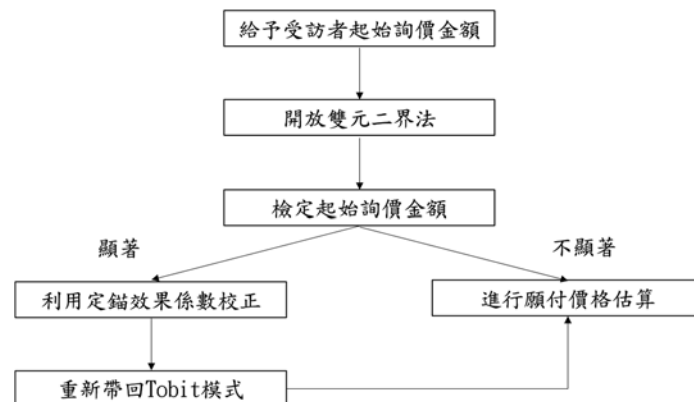 給予受訪者起始詢價金額
開放雙元二界法
檢定起始詢價金額
顯著
不顯著
利用定錨效果係數校正
進行願付價格估算
重新帶回Tobit模式